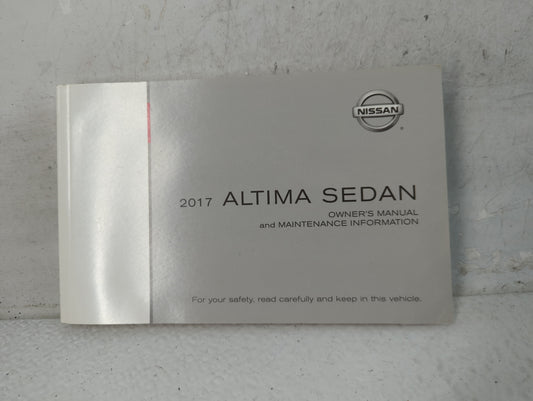 NISSAN
2017 ALTIMA SEDAN
OWNER'S MANUAL
and MAINTENANCE INFORMATION
For your safety, read carefully and keep in this vehicle.